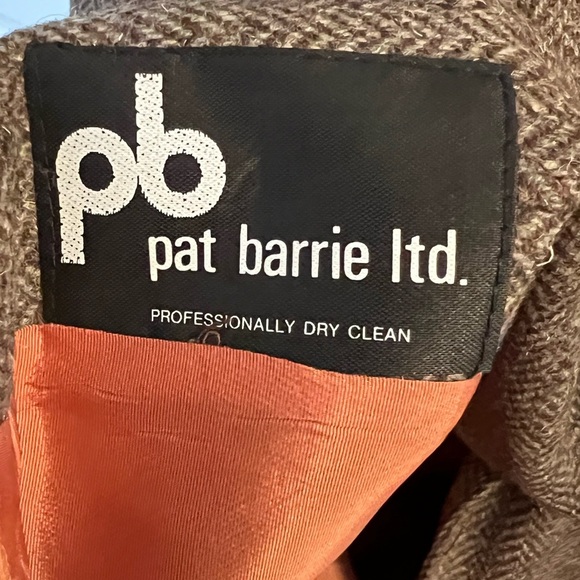 pb
pat barrie ltd.
PROFESSIONALLY DRY CLEAN